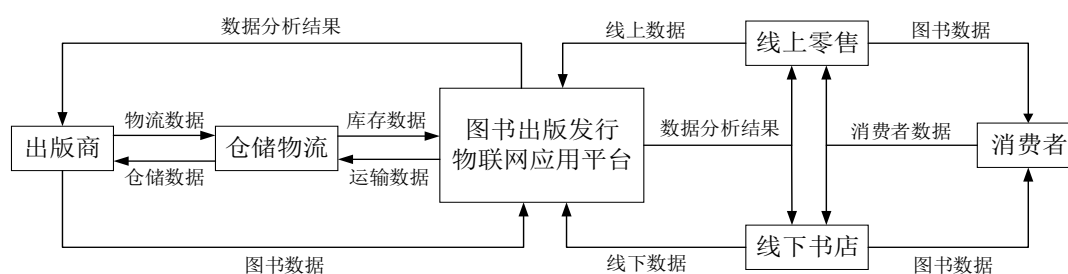 数据分析结果
线上数据
线上零售
图书数据
出版商
物流数据
仓储数据
仓储物流
库存数据
运输数据
图书出版发行
物联网应用平台
数据分析结果
消费者数据
消费者
图书数据
线下数据
线下书店
图书数据